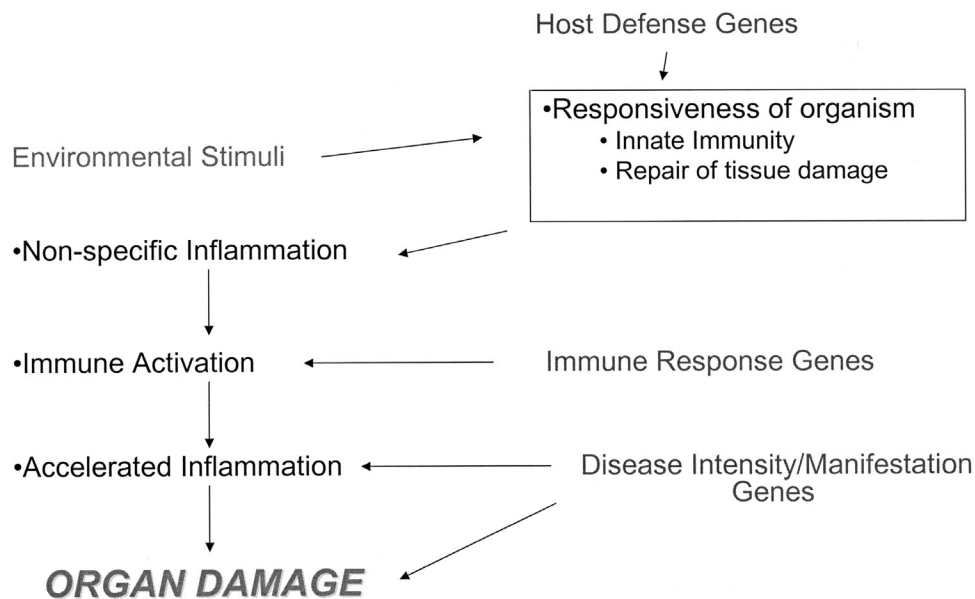 Host Defense Genes
•Responsiveness of organism
• Innate Immunity
• Repair of tissue damage
Environmental Stimuli
•Non-specific Inflammation
•Immune Activation
Immune Response Genes
•Accelerated Inflammation
Disease Intensity/Manifestation
Genes
ORGAN DAMAGE